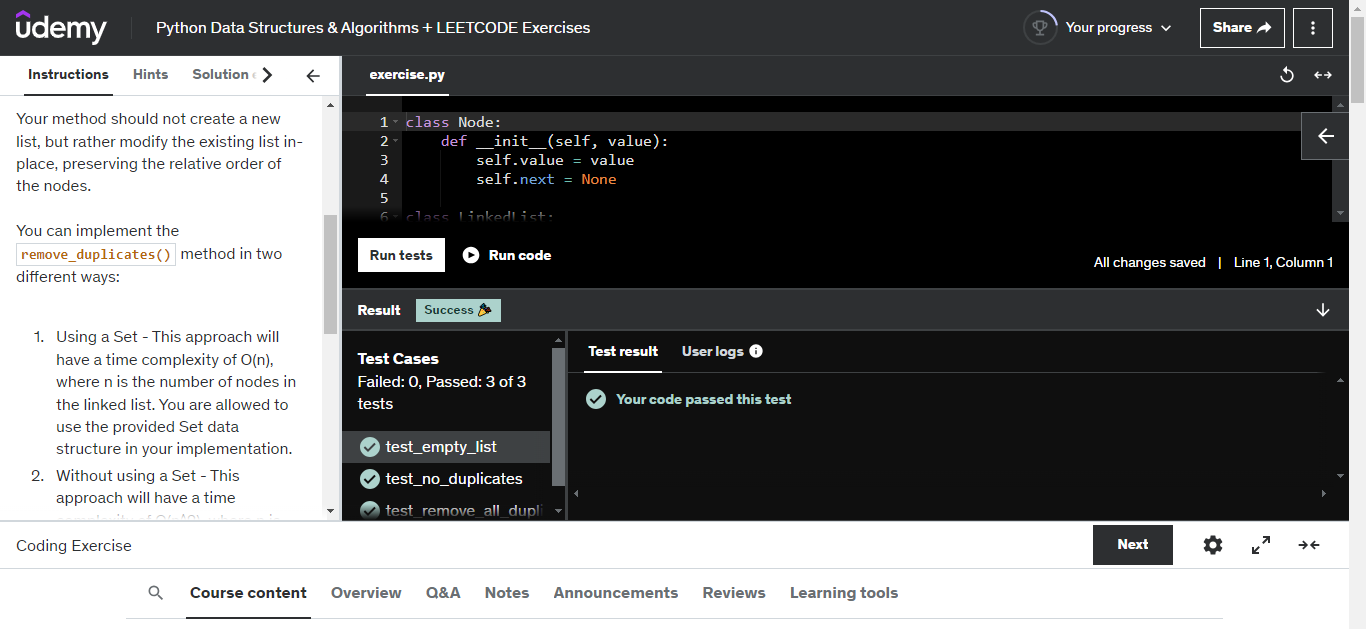 ûdemy
Python Data Structures & Algorithms + LEETCODE Exercises
Your progress
Share
Instructions
Hints
Solution
Your method should not create a new
list, but rather modify the existing list in-
place, preserving the relative order of
the nodes.
You can implement the
remove_duplicates() method in two
different ways:
1. Using a Set - This approach will
have a time complexity of O(n),
where n is the number of nodes in
the linked list. You are allowed to
use the provided Set data
structure in your implementation.
2. Without using a Set - This
approach will have a time
exercise.py
1 class Node:
2 def __init__(self, value):
3 self.value = value
4 self.next = None
5
6 class LinkedList:
Run tests
Run code
All changes saved | Line 1, Column 1
Result
Success
Test Cases
Failed: 0, Passed: 3 of 3
tests
test_empty_list
test_no_duplicates
test_remove_all_dupli
Test result
User logs
Your code passed this test
Coding Exercise
Next
Course content
Overview
Q&A
Notes
Announcements
Reviews
Learning tools